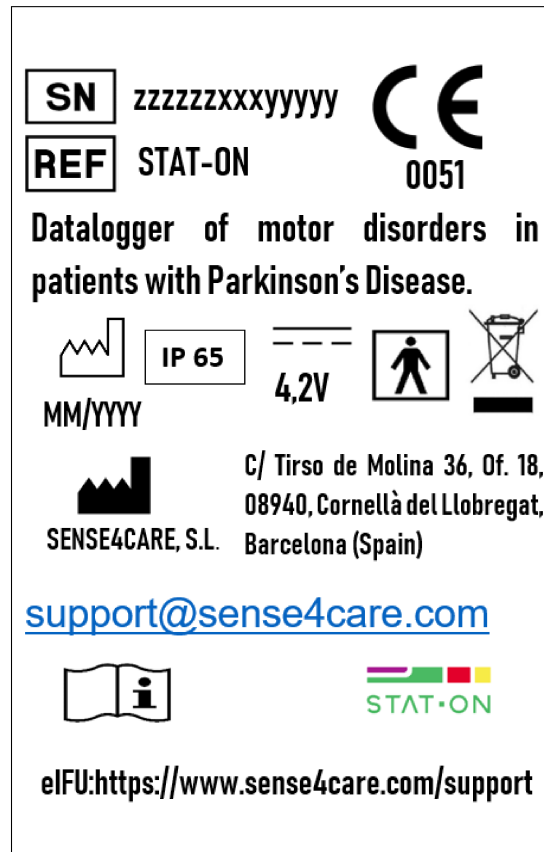 SN zzzzzzxxxyyyyy
CE
REF STAT-ON
0051
Datalogger of motor disorders in
patients with Parkinson's Disease.
IP 65
4,2V
MM/YYYY
C/ Tirso de Molina 36, Of. 18,
08940, Cornellà del Llobregat,
SENSE4CARE, S.L. Barcelona (Spain)
support@sense4care.com
i
STAT·ON
eIFU:https://www.sense4care.com/support